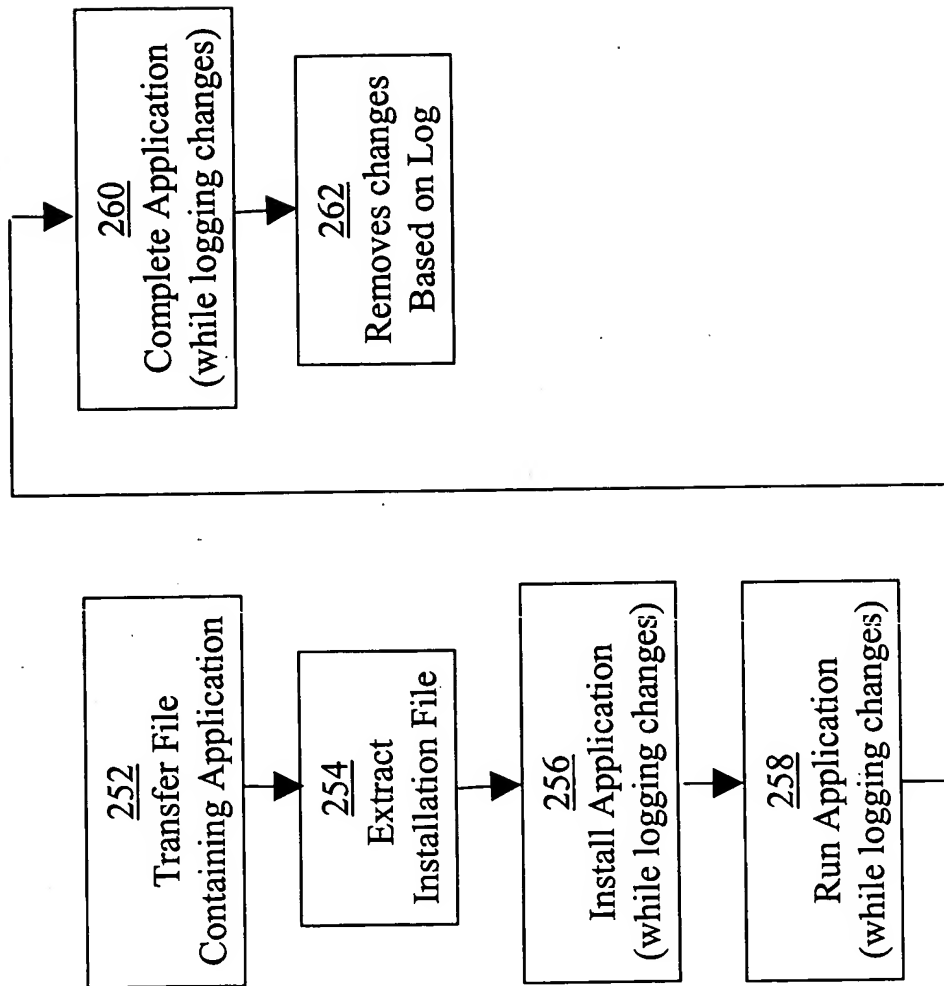 252
Transfer File
Containing Application
254
Extract
Installation File
256
Install Application
(while logging changes)
258
Run Application
(while logging changes)
260
Complete Application
(while logging changes)
262
Removes changes
Based on Log